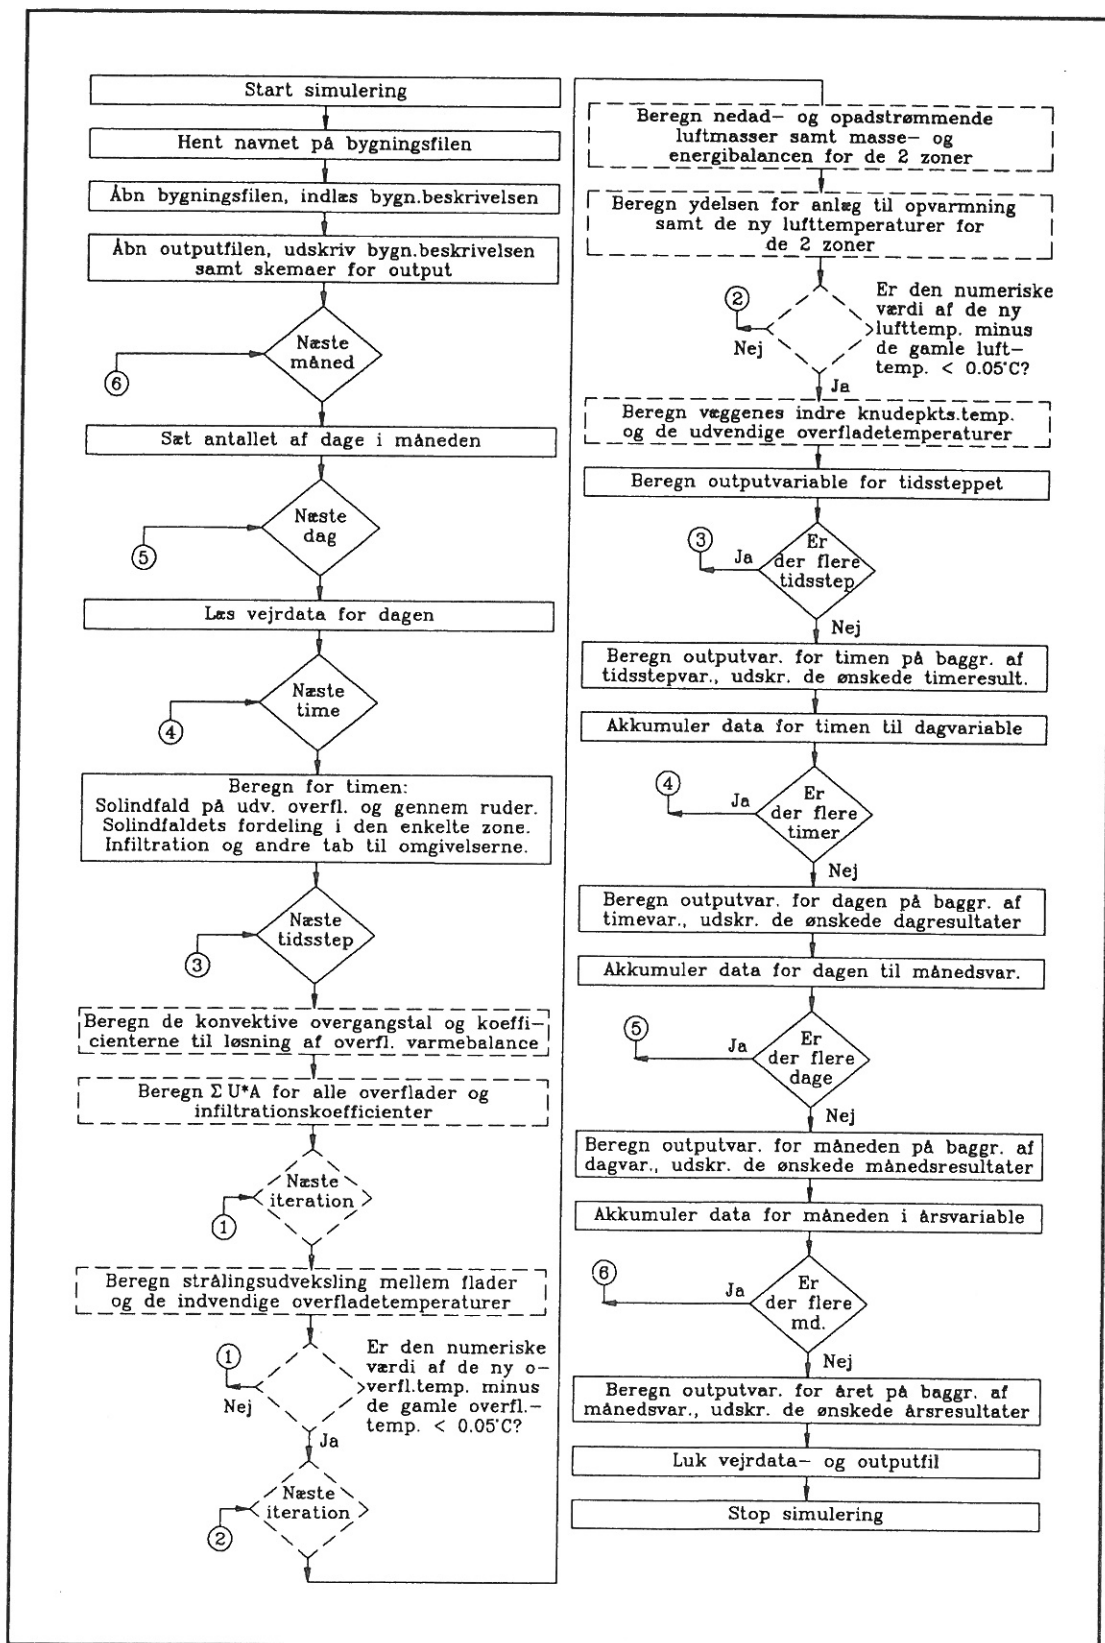 Start simulering
Hent navnet på bygningsfilen
Åbn bygningsfilen, indlæs bygn.beskrivelsen
Åbn outputfilen, udskriv bygn.beskrivelsen
samt skemaer for output
Næste
måned
6
Sæt antallet af dage i måneden
Næste
dag
5
Læs vejrdata for dagen
Næste
time
4
Beregn for timen:
Solindfald på udv. overfl. og gennem ruder.
Solindfaldets fordeling i den enkelte zone.
Infiltration og andre tab til omgivelserne.
Næste
tidsstep
3
Beregn de konvektive overgangstal og koeffi-
cienterne til løsning af overfl. varmebalance
Beregn Σ U*A for alle overflader og
infiltrationskoefficienter
Næste
iteration
1
Beregn strålingsudveksling mellem flader
og de indvendige overfladetemperaturer
1
Nej
Er den numeriske
værdi af de ny o-
verfl.temp. minus
de gamle overfl.-
temp. < 0.05°C?
Ja
Næste
iteration
2
Beregn nedad- og opadstrømmende
luftmasser samt masse- og
energibalancen for de 2 zoner
Beregn ydelsen for anlæg til opvarmning
samt de ny lufttemperaturer for
de 2 zoner
2
Nej
Er den numeriske
værdi af de ny
lufttemp. minus
de gamle luft-
temp. < 0.05°C?
Ja
Beregn væggenes indre knudepkts.temp.
og de udvendige overfladetemperaturer
Beregn outputvariable for tidssteppet
3
Ja
Er
der flere
tidsstep
Nej
Beregn outputvar. for timen på baggr. af
tidsstepvar., udskr. de ønskede timeresult.
Akkumuler data for timen til dagvariable
4
Ja
Er
der flere
timer
Nej
Beregn outputvar. for dagen på baggr. af
timevar., udskr. de ønskede dagresultater
Akkumuler data for dagen til månedsvar.
5
Ja
Er
der flere
dage
Nej
Beregn outputvar. for måneden på baggr. af
dagvar., udskr. de ønskede månedsresultater
Akkumuler data for måneden i årsvariable
6
Ja
Er
der flere
md.
Nej
Beregn outputvar. for året på baggr. af
månedsvar., udskr. de ønskede årsresultater
Luk vejrdata- og outputfil
Stop simulering